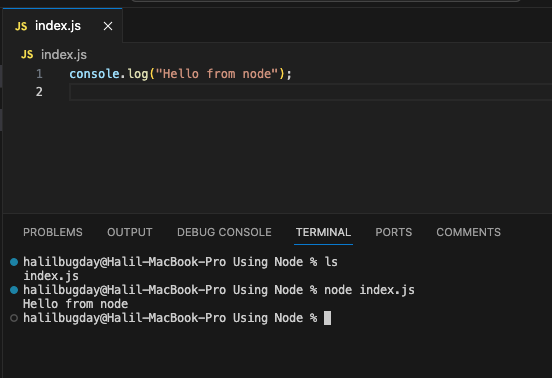 JS index.js ×
JS index.js
1 console.log("Hello from node");
2
PROBLEMS OUTPUT DEBUG CONSOLE TERMINAL PORTS COMMENTS
halilbugday@Halil-MacBook-Pro Using Node % ls
index.js
halilbugday@Halil-MacBook-Pro Using Node % node index.js
Hello from node
halilbugday@Halil-MacBook-Pro Using Node %